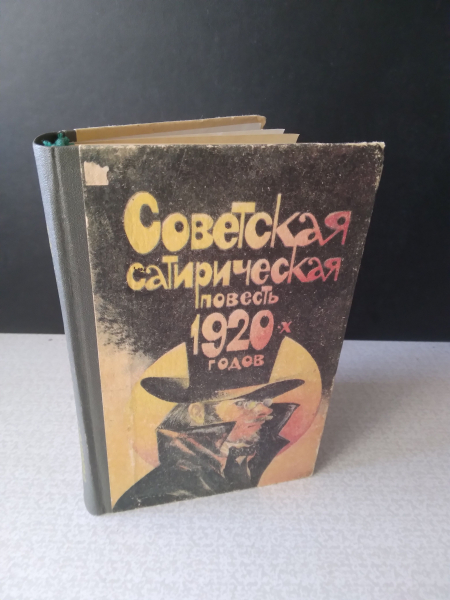 Советская
сатирическая
повесть
1920-х
годов